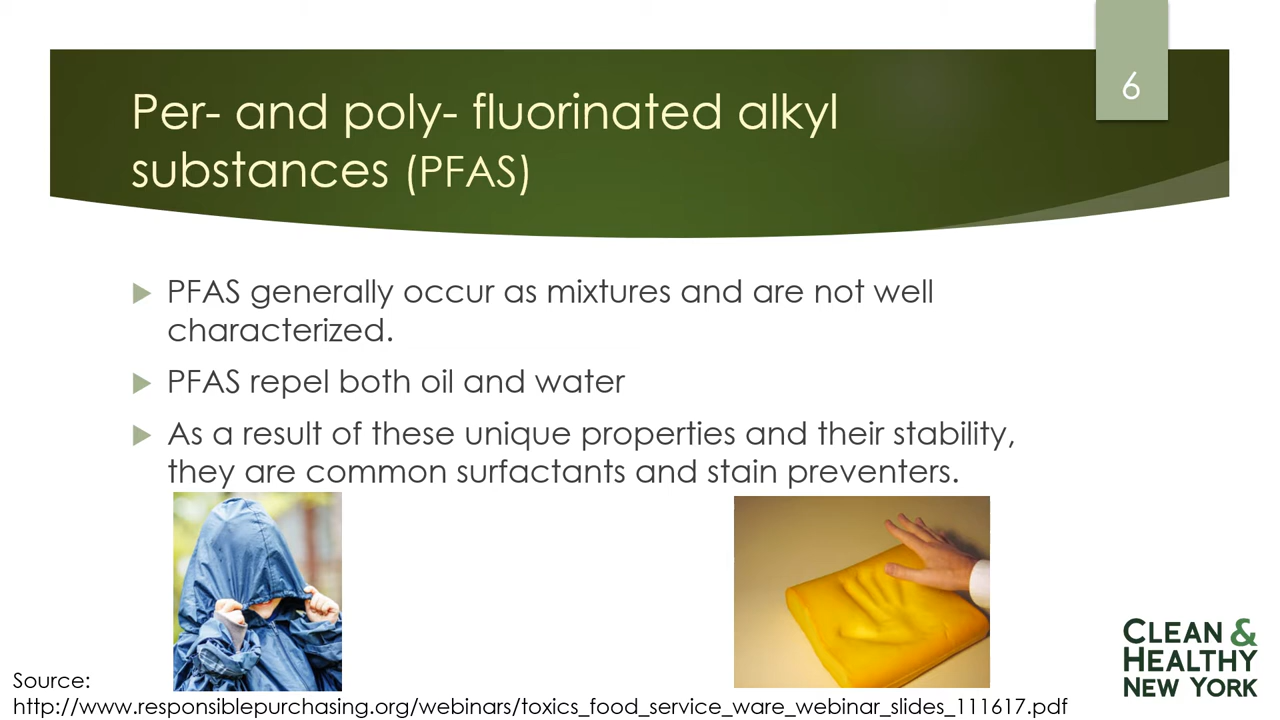 6
Per- and poly- fluorinated alkyl
substances (PFAS)
PFAS generally occur as mixtures and are not well
characterized.
PFAS repel both oil and water
As a result of these unique properties and their stability,
they are common surfactants and stain preventers.
CLEAN &
HEALTHY
NEW YORK
Source:
http://www.responsiblepurchasing.org/webinars/toxics_food_service_ware_webinar_slides_111617.pdf